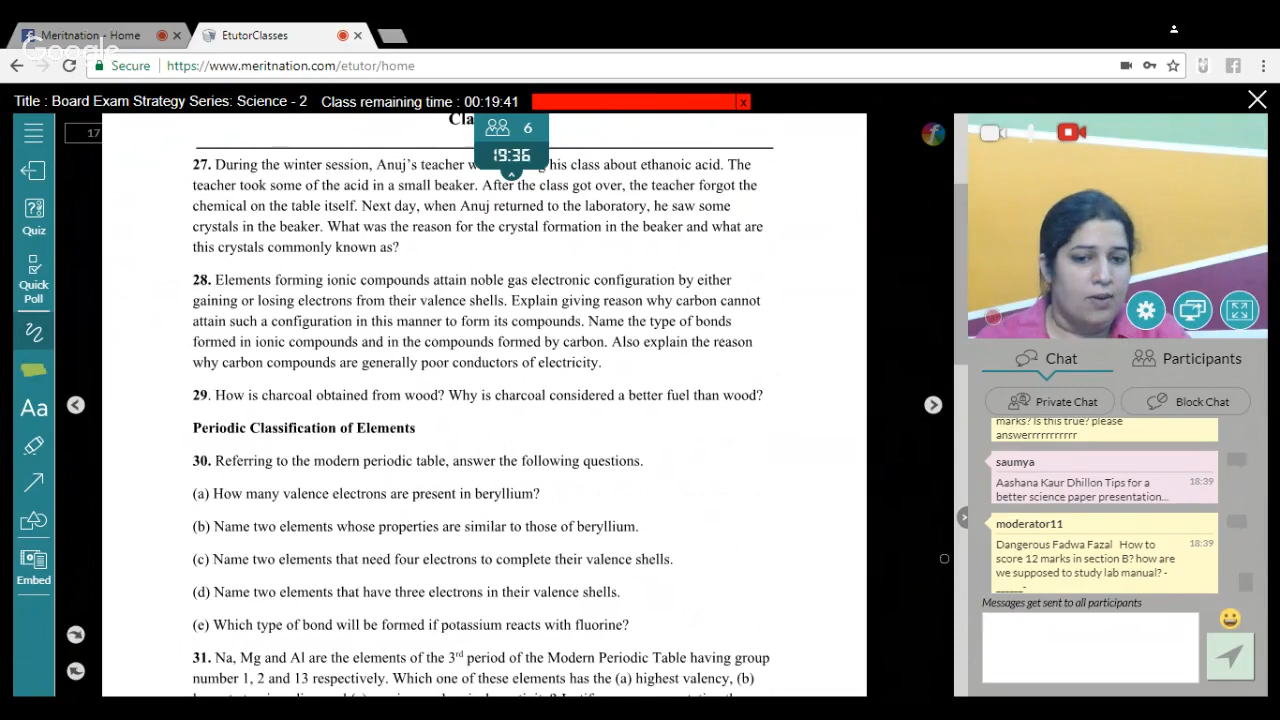 Meritnation - Home
EtutorClasses
Google
Secure
https://www.meritnation.com/etutor/home
Title : Board Exam Strategy Series: Science - 2
Class remaining time : 00:19:41
x
17
Cla
6
19:36
27. During the winter session, Anuj's teacher w his class about ethanoic acid. The
teacher took some of the acid in a small beaker. After the class got over, the teacher forgot the
chemical on the table itself. Next day, when Anuj returned to the laboratory, he saw some
crystals in the beaker. What was the reason for the crystal formation in the beaker and what are
this crystals commonly known as?
28. Elements forming ionic compounds attain noble gas electronic configuration by either
gaining or losing electrons from their valence shells. Explain giving reason why carbon cannot
attain such a configuration in this manner to form its compounds. Name the type of bonds
formed in ionic compounds and in the compounds formed by carbon. Also explain the reason
why carbon compounds are generally poor conductors of electricity.
29. How is charcoal obtained from wood? Why is charcoal considered a better fuel than wood?
Periodic Classification of Elements
30. Referring to the modern periodic table, answer the following questions.
(a) How many valence electrons are present in beryllium?
(b) Name two elements whose properties are similar to those of beryllium.
(c) Name two elements that need four electrons to complete their valence shells.
(d) Name two elements that have three electrons in their valence shells.
(e) Which type of bond will be formed if potassium reacts with fluorine?
31. Na, Mg and Al are the elements of the 3rd period of the Modern Periodic Table having group
number 1, 2 and 13 respectively. Which one of these elements has the (a) highest valency, (b)
Quiz
Quick
Poll
Aa
Embed
Chat
Participants
Private Chat
Block Chat
marks? Is this true? please
answerrrrrrrrrrr
saumya
Aashana Kaur Dhillon Tips for a
better science paper presentation...
18:39
moderator11
Dangerous Fadwa Fazal How to
score 12 marks in section B? how are
we supposed to study lab manual? -
______-
18:39
Messages get sent to all participants